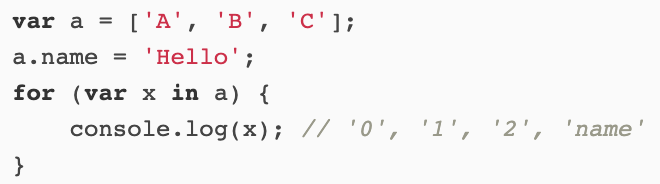 var a = ['A', 'B', 'C'];
a.name = 'Hello';
for (var x in a) {
    console.log(x); // '0', '1', '2', 'name'
}